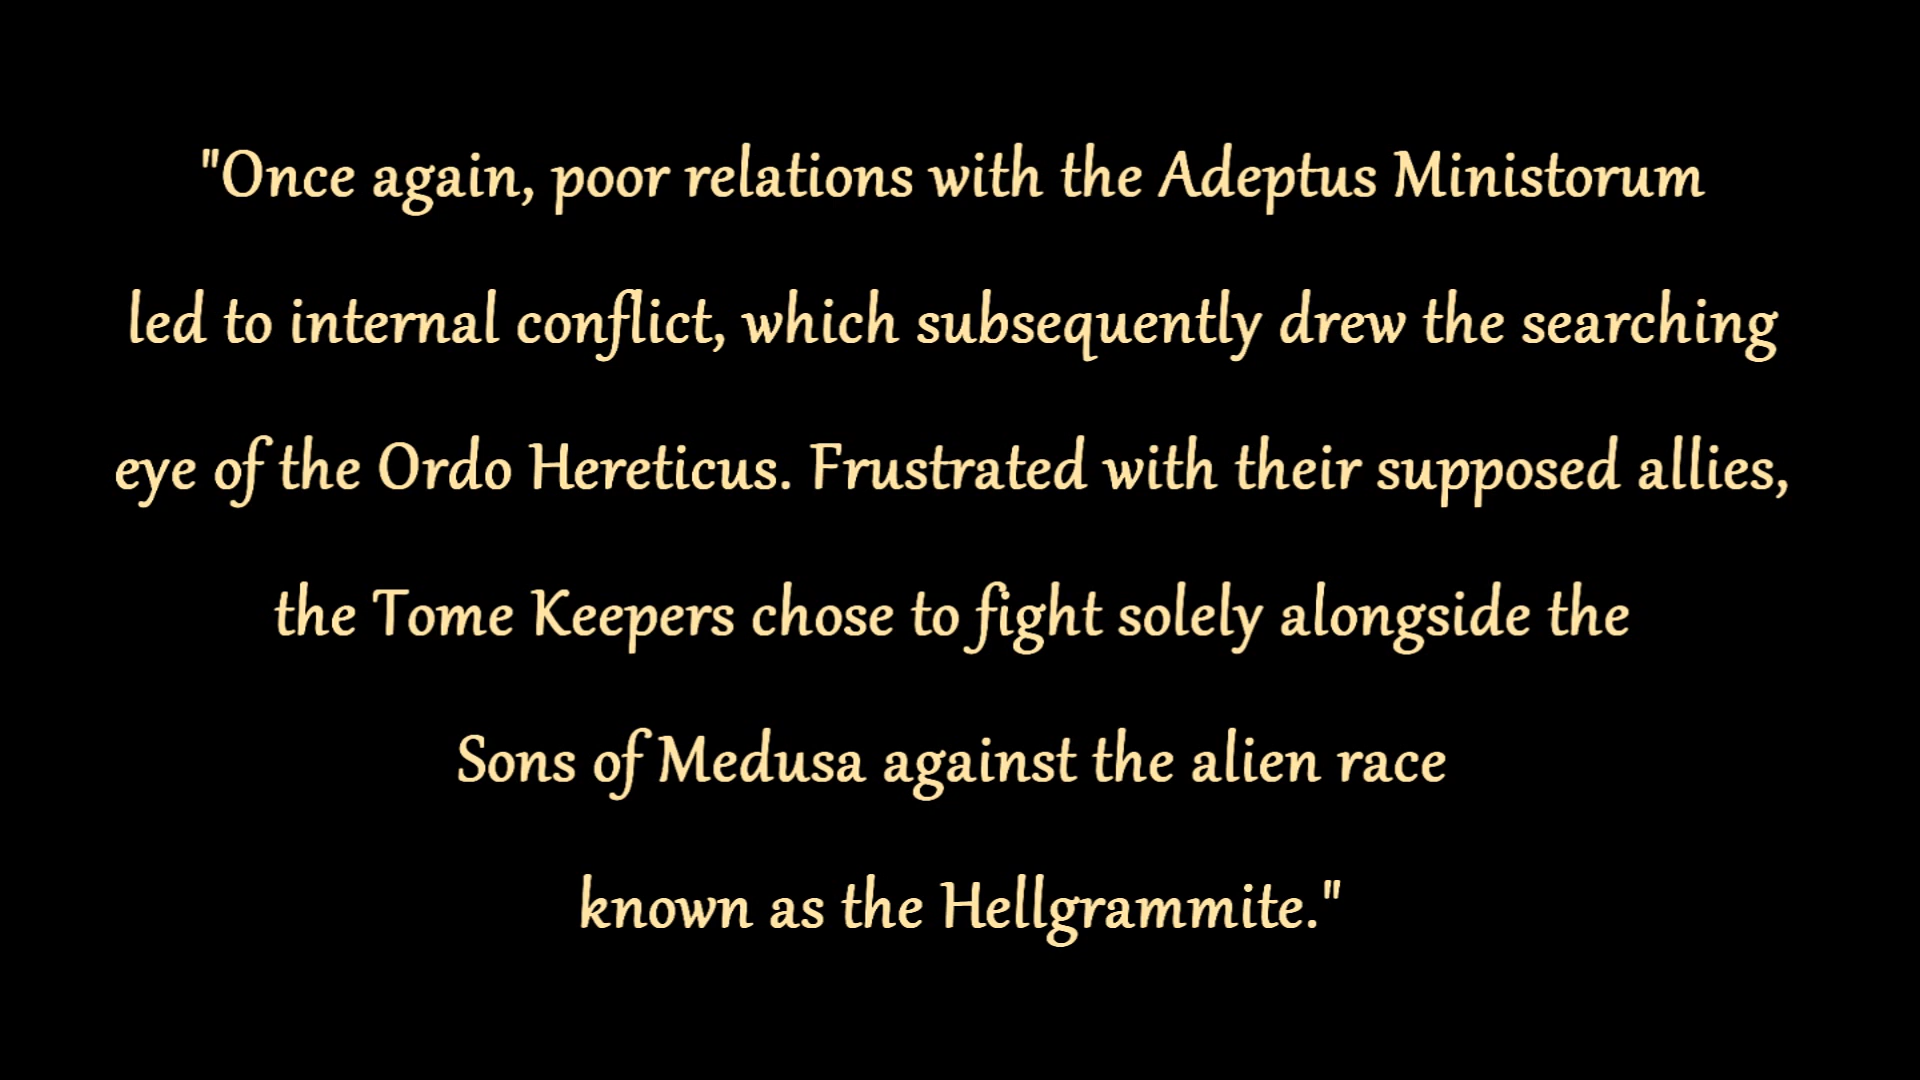 "Once again, poor relations with the Adeptus Ministorum
led to internal conflict, which subsequently drew the searching
eye of the Ordo Hereticus. Frustrated with their supposed allies,
the Tome Keepers chose to fight solely alongside the
Sons of Medusa against the alien race
known as the Hellgrammite."